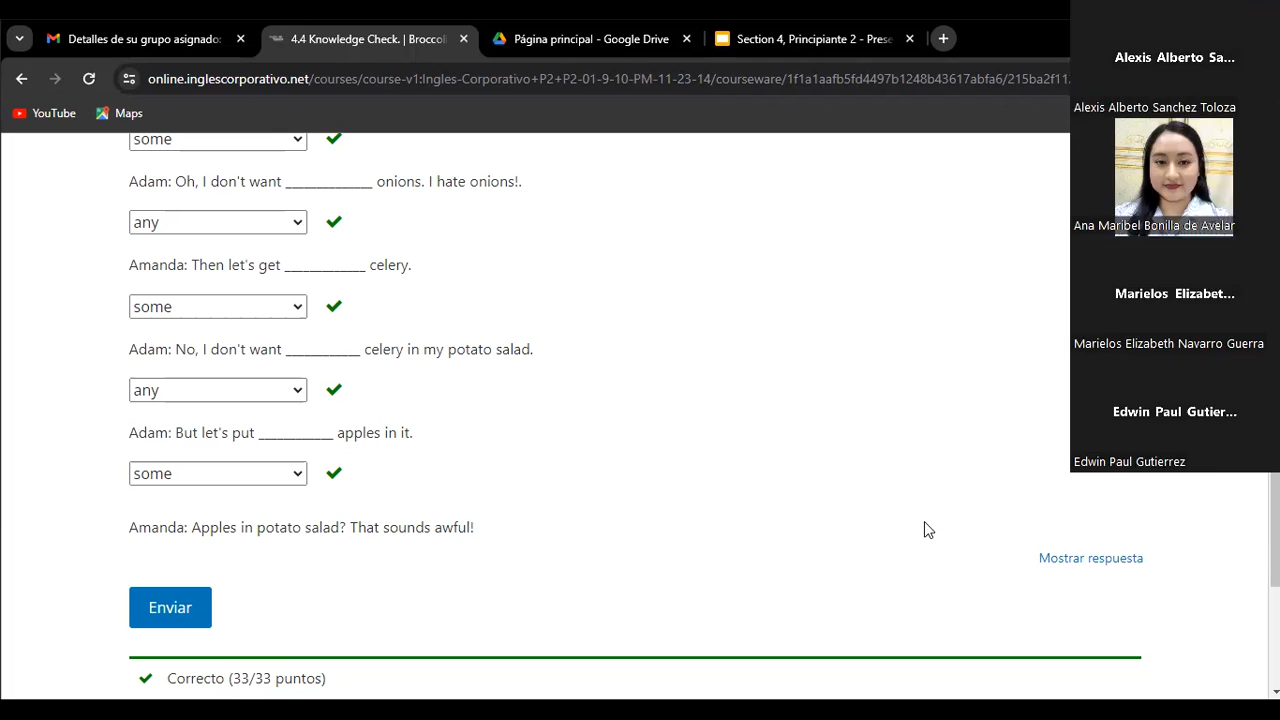 Detalles de su grupo asignado:
4.4 Knowledge Check. | Broccoli
Página principal - Google Drive
Section 4, Principiante 2 - Prese
online.inglescorporativo.net/courses/course-v1:Ingles-Corporativo+P2+P2-01-9-10-PM-11-23-14/courseware/1f1a1aafb5fd4497b1248b43617abfa6/215ba2f11
YouTube
Maps
some
Adam: Oh, I don't want ______________ onions. I hate onions!.
any
Amanda: Then let's get _____________ celery.
some
Adam: No, I don't want ____________ celery in my potato salad.
any
Adam: But let's put ____________ apples in it.
some
Amanda: Apples in potato salad? That sounds awful!
Mostrar respuesta
Enviar
Correcto (33/33 puntos)
Alexis Alberto Sa...
Alexis Alberto Sanchez Toloza
Ana Maribel Bonilla de Avelar
Marielos Elizabet...
Marielos Elizabeth Navarro Guerra
Edwin Paul Gutier...
Edwin Paul Gutierrez